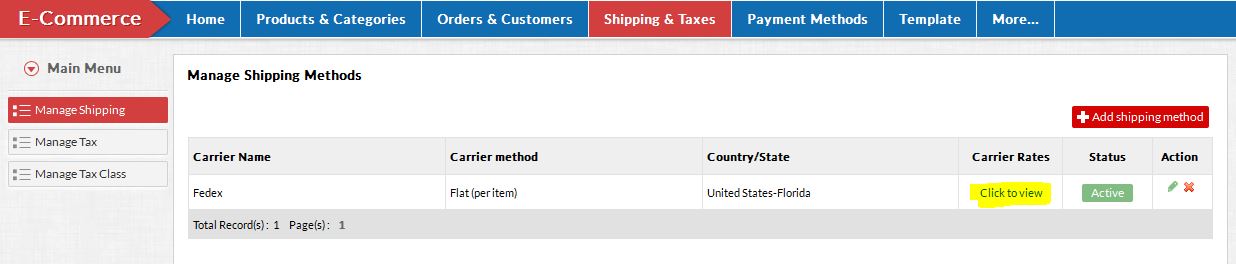 E-Commerce Home Products & Categories Orders & Customers Shipping & Taxes Payment Methods Template More...
Main Menu
Manage Shipping
Manage Tax
Manage Tax Class
Manage Shipping Methods
Add shipping method
Carrier Name Carrier method Country/State Carrier Rates Status Action
Fedex Flat (per item) United States-Florida Click to view Active
Total Record(s) : 1 Page(s) : 1